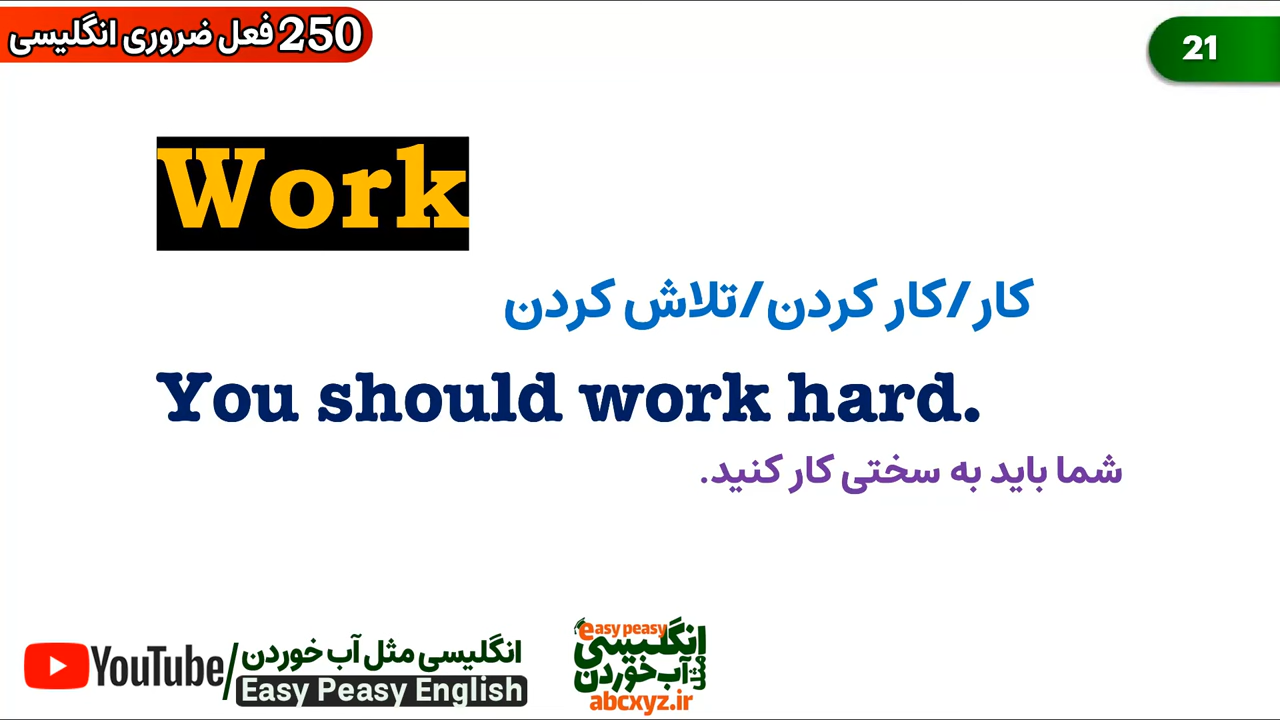 250 فعل ضروری انگلیسی
21
Work
کار/کار کردن/تلاش کردن
You should work hard.
شما باید به سختی کار کنید.
YouTube/انگلیسی مثل آب خوردن
Easy Peasy English
easy peasy
انگلیسی
مثل آب خوردن
abcxyz.ir